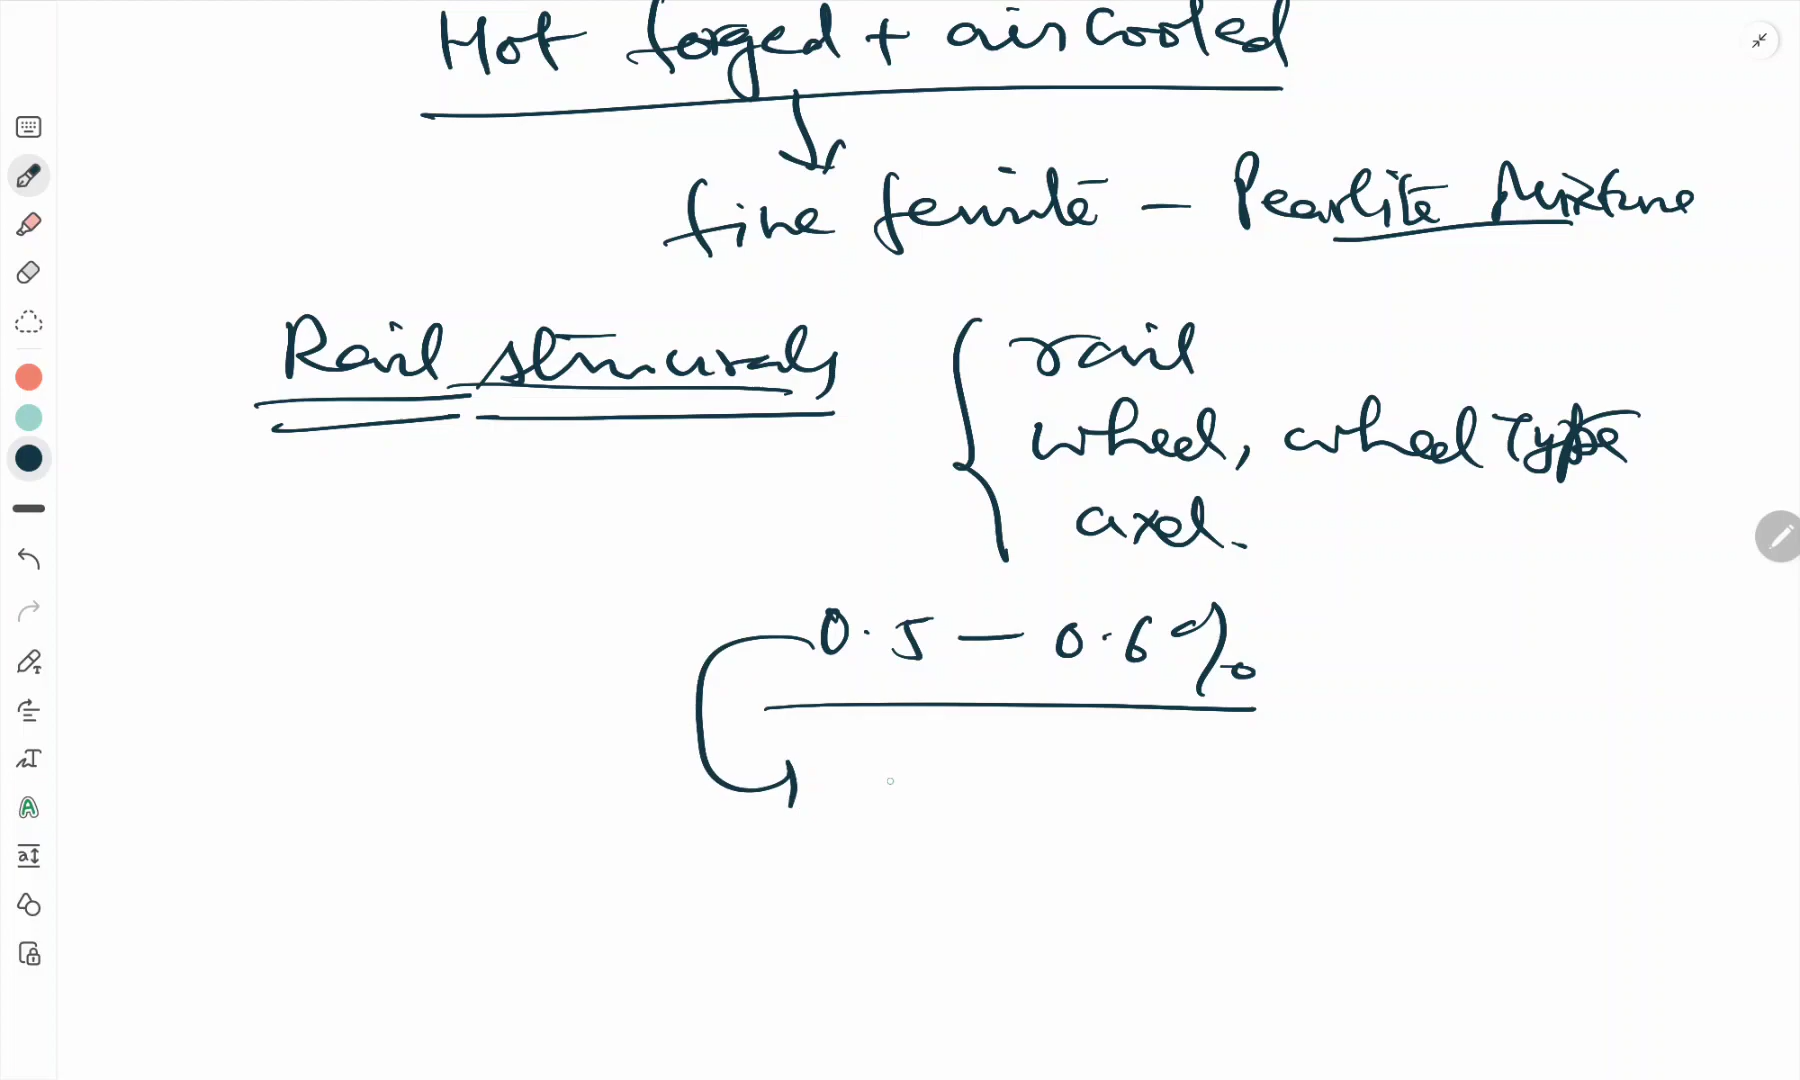 Hot forged + air cooled
fine ferrite - Pearlite Mixture
Rail structurals
rail
wheel, wheel Type
axel.
0.5 - 0.6 %